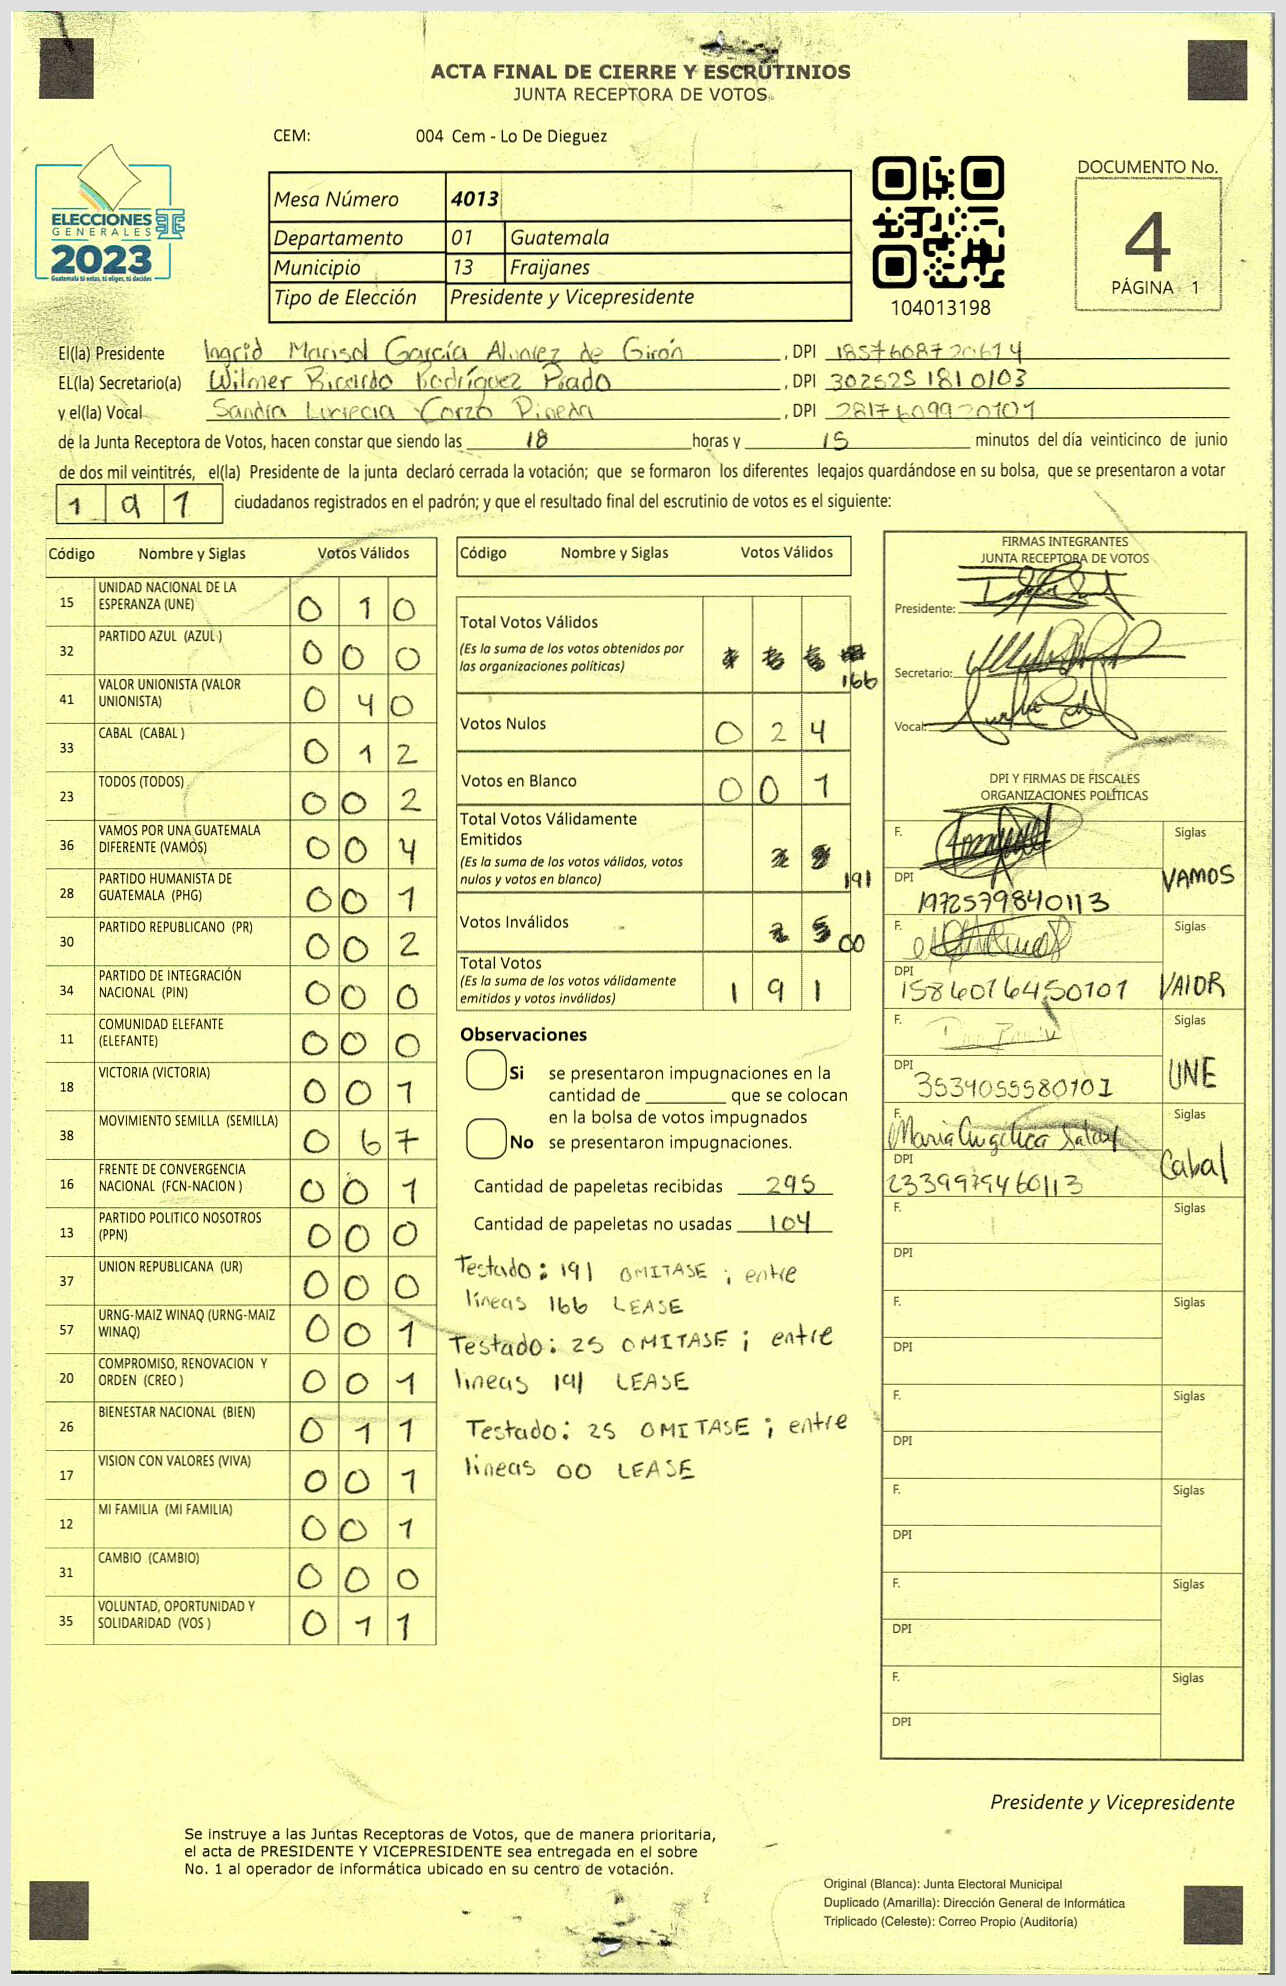 ACTA FINAL DE CIERRE Y ESCRUTINIOS
JUNTA RECEPTORA DE VOTOS
CEM: 004 Cem - Lo De Dieguez
ELECCIONES
GENERALES
2023
Guatemala tú estás, tú eliges, tú decides
Mesa Número 4013
Departamento 01 Guatemala
Municipio 13 Fraijanes
Tipo de Elección Presidente y Vicepresidente
104013198
DOCUMENTO No.
4
PÁGINA 1
El(la) Presidente Ingrid Marisol García Alvarez de Girón, DPI
EL(la) Secretario(a) Wilmer Ricardo Rodríguez Prado, DPI 302525 181 0103
y el(la) Vocal Sandra Lucrecia Corzo Pineda, DPI 2817609920101
de la Junta Receptora de Votos, hacen constar que siendo las 18 horas y 15 minutos del día veinticinco de junio
de dos mil veintitrés, el(la) Presidente de la junta declaró cerrada la votación; que se formaron los diferentes legajos guardándose en su bolsa, que se presentaron a votar
191 ciudadanos registrados en el padrón; y que el resultado final del escrutinio de votos es el siguiente:
Código Nombre y Siglas Votos Válidos
15 UNIDAD NACIONAL DE LA
ESPERANZA (UNE) 0 1 0
32 PARTIDO AZUL (AZUL ) 0 0 0
41 VALOR UNIONISTA (VALOR
UNIONISTA) 0 4 0
33 CABAL (CABAL ) 0 1 2
23 TODOS (TODOS) 0 0 2
36 VAMOS POR UNA GUATEMALA
DIFERENTE (VAMOS) 0 0 4
28 PARTIDO HUMANISTA DE
GUATEMALA (PHG) 0 0 1
30 PARTIDO REPUBLICANO (PR) 0 0 2
34 PARTIDO DE INTEGRACIÓN
NACIONAL (PIN) 0 0 0
11 COMUNIDAD ELEFANTE
(ELEFANTE) 0 0 0
18 VICTORIA (VICTORIA) 0 0 1
38 MOVIMIENTO SEMILLA (SEMILLA) 0 6 7
16 FRENTE DE CONVERGENCIA
NACIONAL (FCN-NACION ) 0 0 1
13 PARTIDO POLITICO NOSOTROS
(PPN) 0 0 0
37 UNION REPUBLICANA (UR) 0 0 0
57 URNG-MAIZ WINAQ (URNG-MAIZ
WINAQ) 0 0 1
20 COMPROMISO, RENOVACION Y
ORDEN (CREO ) 0 0 1
26 BIENESTAR NACIONAL (BIEN) 0 1 1
17 VISION CON VALORES (VIVA) 0 0 1
12 MI FAMILIA (MI FAMILIA) 0 0 1
31 CAMBIO (CAMBIO) 0 0 0
35 VOLUNTAD, OPORTUNIDAD Y
SOLIDARIDAD (VOS ) 0 1 1
Código Nombre y Siglas Votos Válidos
Total Votos Válidos
(Es la suma de los votos obtenidos por
las organizaciones políticas) 166
Votos Nulos 0 2 4
Votos en Blanco 0 0 1
Total Votos Válidamente
Emitidos
(Es la suma de los votos válidos, votos
nulos y votos en blanco) 191
Votos Inválidos 00
Total Votos
(Es la suma de los votos válidamente
emitidos y votos inválidos) 1 9 1
Observaciones
Si se presentaron impugnaciones en la
cantidad de ________ que se colocan
en la bolsa de votos impugnados
No se presentaron impugnaciones.
Cantidad de papeletas recibidas 295
Cantidad de papeletas no usadas 104
Testado: 191 OMITASE ; entre
lineas 166 LEASE
Testado: 25 OMITASE ; entre
lineas 191 LEASE
Testado: 25 OMITASE ; entre
lineas 00 LEASE
FIRMAS INTEGRANTES
JUNTA RECEPTORA DE VOTOS
Presidente:
Secretario:
Vocal:
DPI Y FIRMAS DE FISCALES
ORGANIZACIONES POLÍTICAS
F. Siglas
DPI 1972579840113 VAMOS
F. Siglas
DPI 1586016450101 VALOR
F. Siglas
DPI 3534055580101 UNE
F. Maria Angelica Siglas
DPI 2339979460113 Cabal
F. Siglas
DPI
F. Siglas
DPI
F. Siglas
DPI
F. Siglas
DPI
F. Siglas
DPI
F. Siglas
DPI
Presidente y Vicepresidente
Se instruye a las Juntas Receptoras de Votos, que de manera prioritaria,
el acta de PRESIDENTE Y VICEPRESIDENTE sea entregada en el sobre
No. 1 al operador de informática ubicado en su centro de votación.
Original (Blanca): Junta Electoral Municipal
Duplicado (Amarilla): Dirección General de Informática
Triplicado (Celeste): Correo Propio (Auditoría)